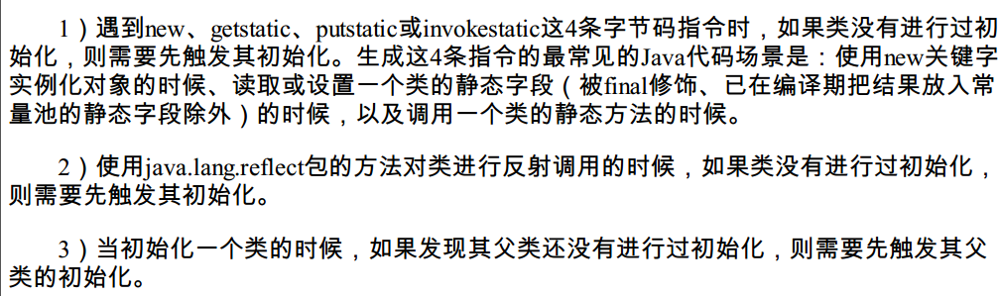 1）遇到new、getstatic、putstatic或invokestatic这4条字节码指令时，如果类没有进行过初
始化，则需要先触发其初始化。生成这4条指令的最常见的Java代码场景是：使用new关键字
实例化对象的时候、读取或设置一个类的静态字段（被final修饰、已在编译期把结果放入常
量池的静态字段除外）的时候，以及调用一个类的静态方法的时候。
2）使用java.lang.reflect包的方法对类进行反射调用的时候，如果类没有进行过初始化，
则需要先触发其初始化。
3）当初始化一个类的时候，如果发现其父类还没有进行过初始化，则需要先触发其父
类的初始化。